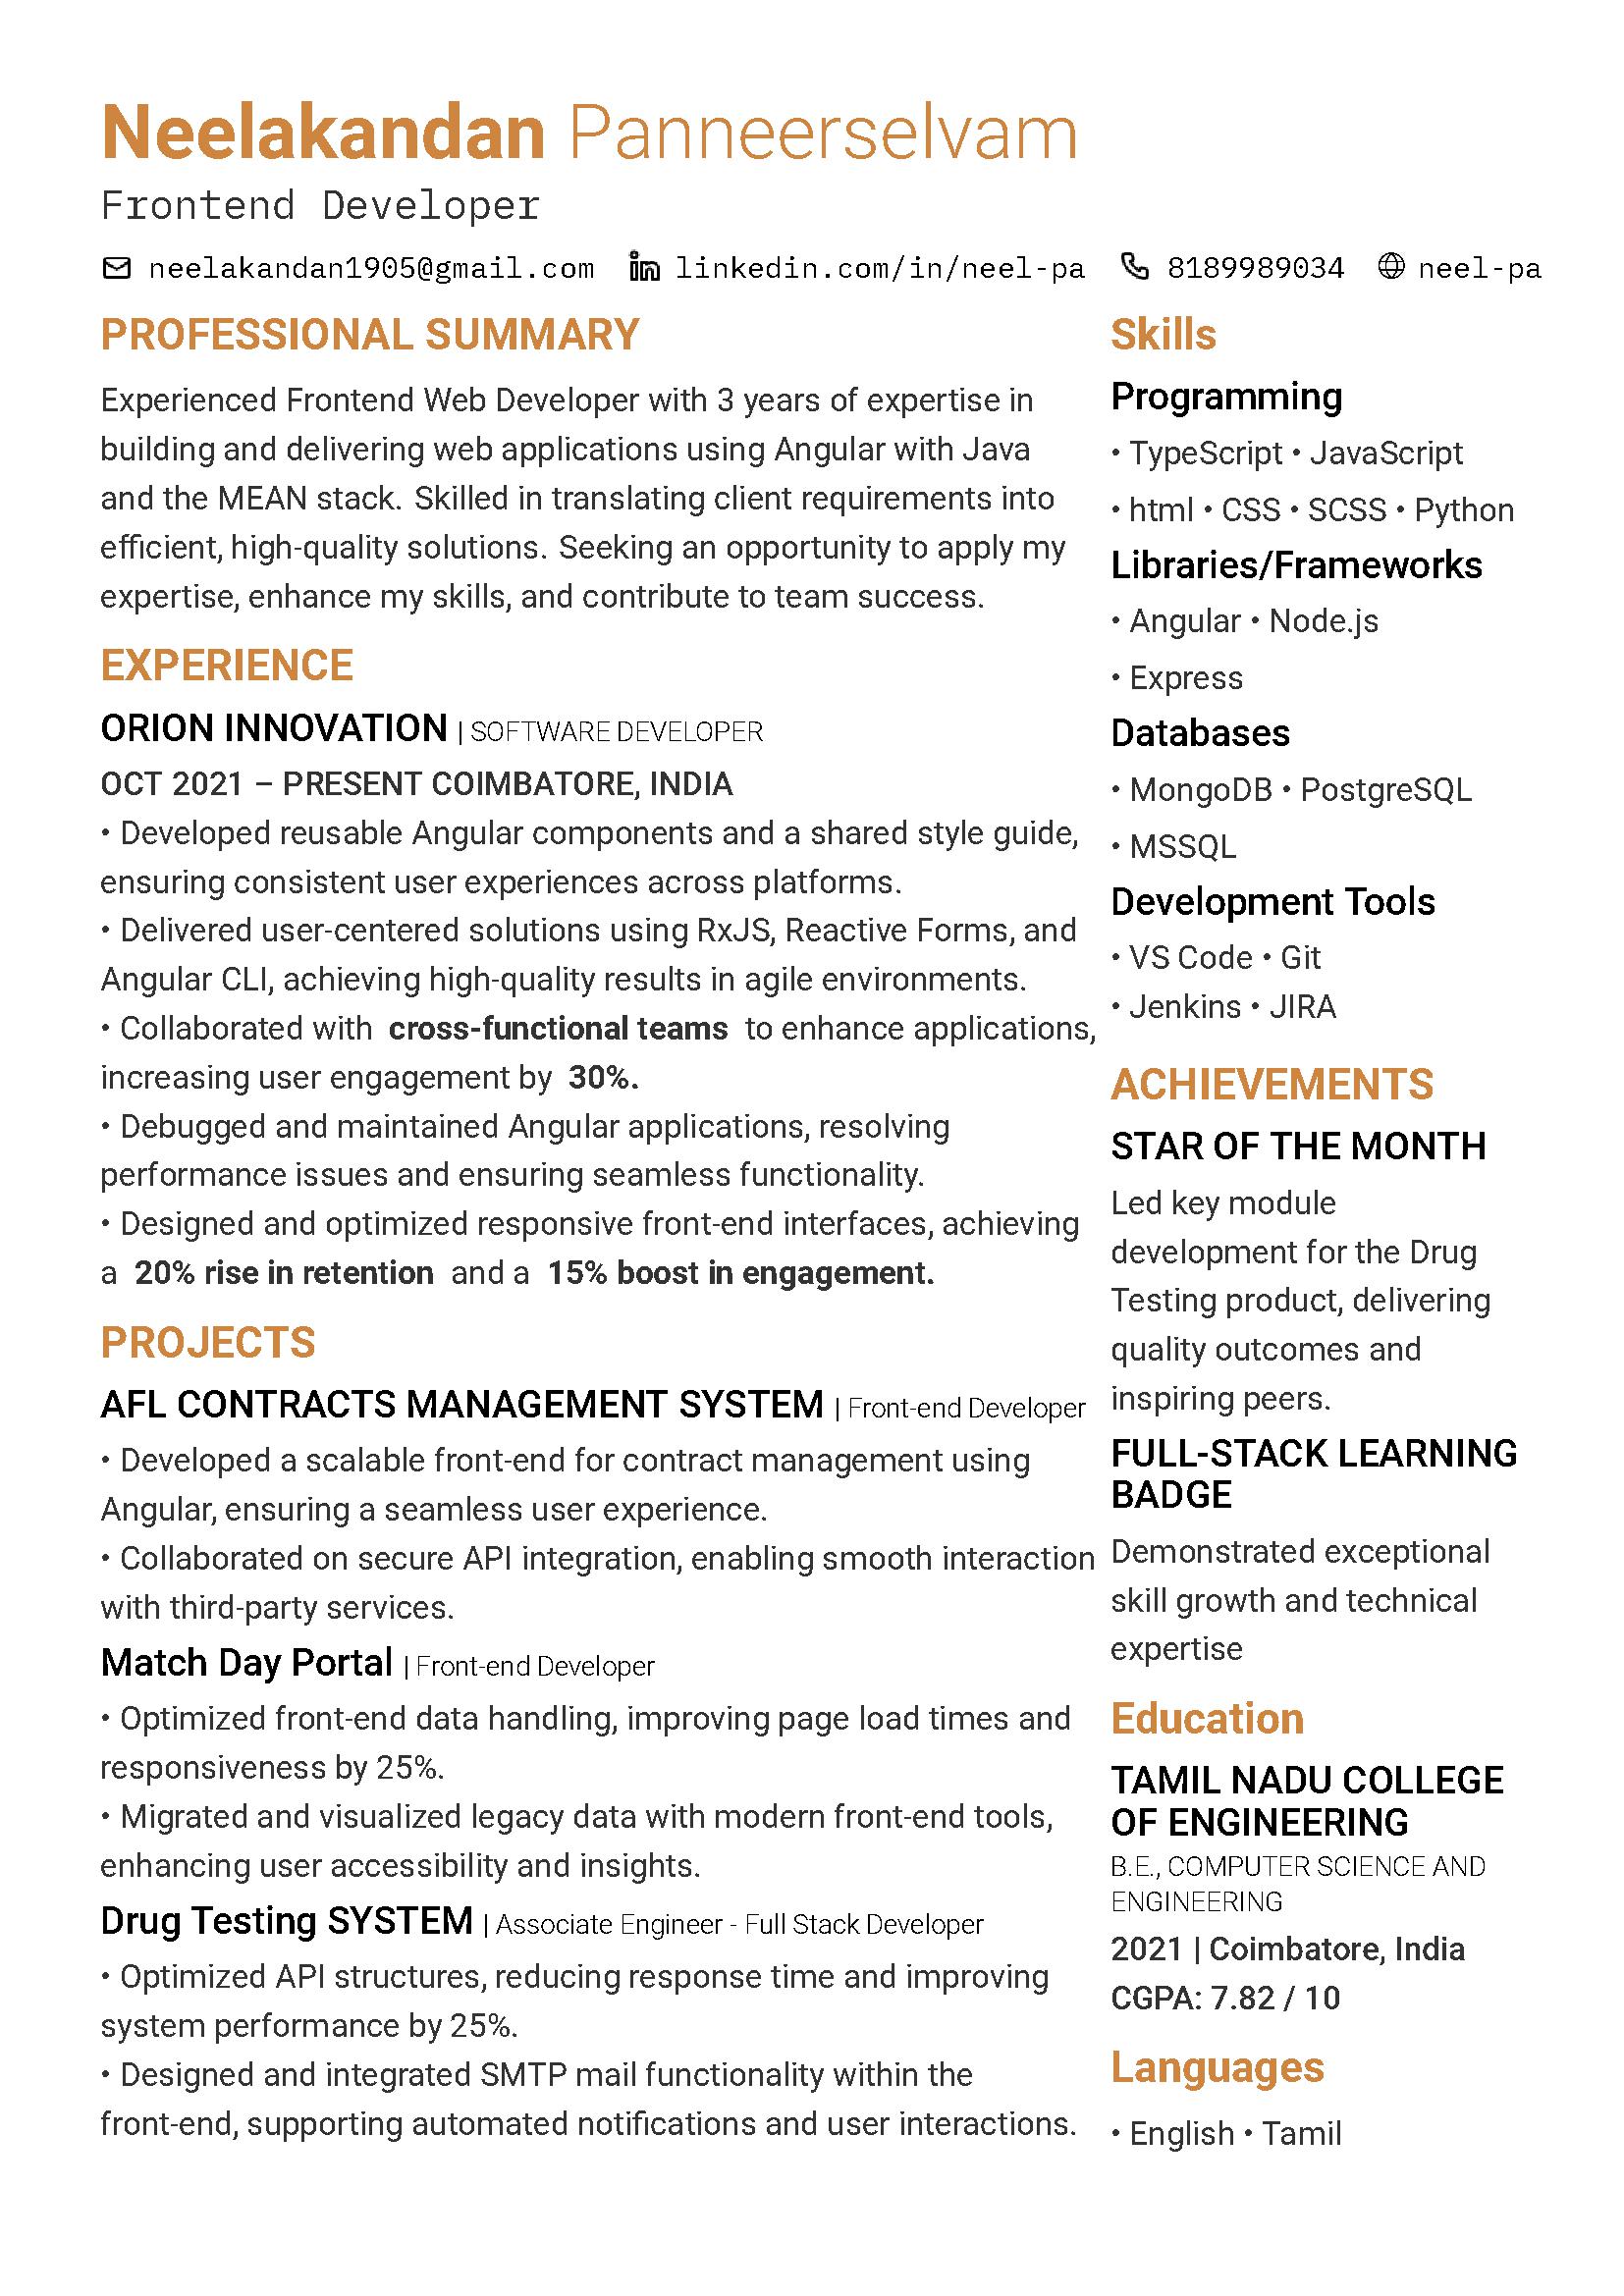 Neelakandan Panneerselvam
Frontend Developer
neelakandan1905@gmail.com linkedin.com/in/neel-pa 8189989034 neel-pa
PROFESSIONAL SUMMARY
Experienced Frontend Web Developer with 3 years of expertise in
building and delivering web applications using Angular with Java
and the MEAN stack. Skilled in translating client requirements into
efficient, high-quality solutions. Seeking an opportunity to apply my
expertise, enhance my skills, and contribute to team success.
EXPERIENCE
ORION INNOVATION | SOFTWARE DEVELOPER
OCT 2021 – PRESENT COIMBATORE, INDIA
• Developed reusable Angular components and a shared style guide,
ensuring consistent user experiences across platforms.
• Delivered user-centered solutions using RxJS, Reactive Forms, and
Angular CLI, achieving high-quality results in agile environments.
• Collaborated with cross-functional teams to enhance applications,
increasing user engagement by 30%.
• Debugged and maintained Angular applications, resolving
performance issues and ensuring seamless functionality.
• Designed and optimized responsive front-end interfaces, achieving
a 20% rise in retention and a 15% boost in engagement.
PROJECTS
AFL CONTRACTS MANAGEMENT SYSTEM | Front-end Developer
• Developed a scalable front-end for contract management using
Angular, ensuring a seamless user experience.
• Collaborated on secure API integration, enabling smooth interaction
with third-party services.
Match Day Portal | Front-end Developer
• Optimized front-end data handling, improving page load times and
responsiveness by 25%.
• Migrated and visualized legacy data with modern front-end tools,
enhancing user accessibility and insights.
Drug Testing SYSTEM | Associate Engineer - Full Stack Developer
• Optimized API structures, reducing response time and improving
system performance by 25%.
• Designed and integrated SMTP mail functionality within the
front-end, supporting automated notifications and user interactions.
Skills
Programming
• TypeScript • JavaScript
• html • CSS • SCSS • Python
Libraries/Frameworks
• Angular • Node.js
• Express
Databases
• MongoDB • PostgreSQL
• MSSQL
Development Tools
• VS Code • Git
• Jenkins • JIRA
ACHIEVEMENTS
STAR OF THE MONTH
Led key module
development for the Drug
Testing product, delivering
quality outcomes and
inspiring peers.
FULL-STACK LEARNING
BADGE
Demonstrated exceptional
skill growth and technical
expertise
Education
TAMIL NADU COLLEGE
OF ENGINEERING
B.E., COMPUTER SCIENCE AND
ENGINEERING
2021 | Coimbatore, India
CGPA: 7.82 / 10
Languages
• English • Tamil